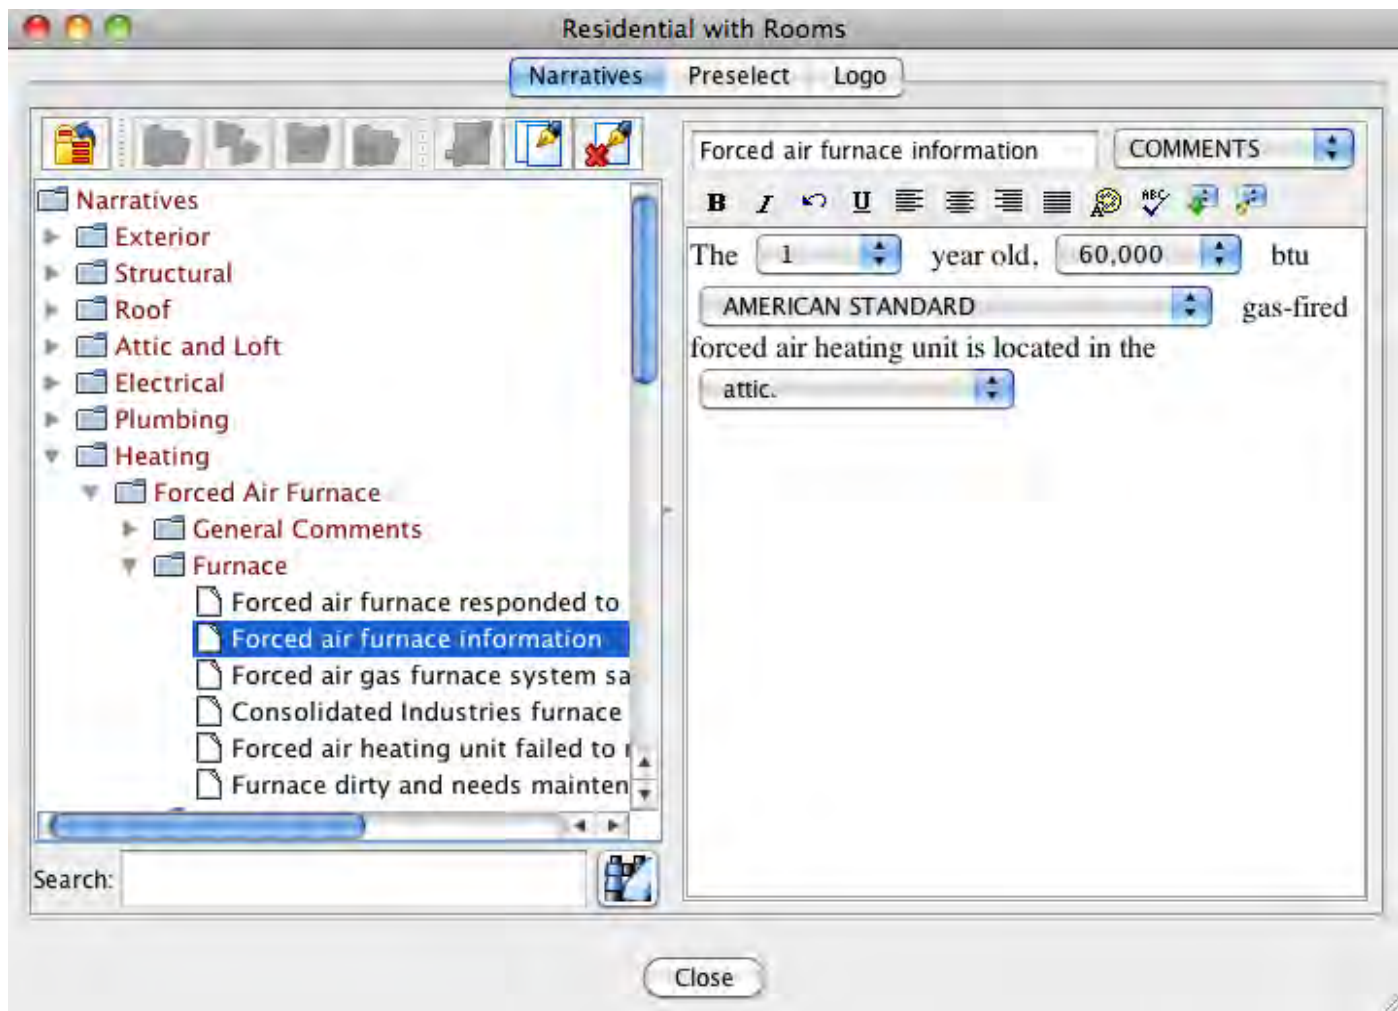 Residential with Rooms
Narratives Preselect Logo
Narratives
Exterior
Structural
Roof
Attic and Loft
Electrical
Plumbing
Heating
Forced Air Furnace
General Comments
Furnace
Forced air furnace responded to
Forced air furnace information
Forced air gas furnace system sa
Consolidated Industries furnace
Forced air heating unit failed to r
Furnace dirty and needs mainten
Search:
Forced air furnace information COMMENTS
B I U ABC
The 1 year old, 60,000 btu
AMERICAN STANDARD gas-fired
forced air heating unit is located in the
attic.
Close